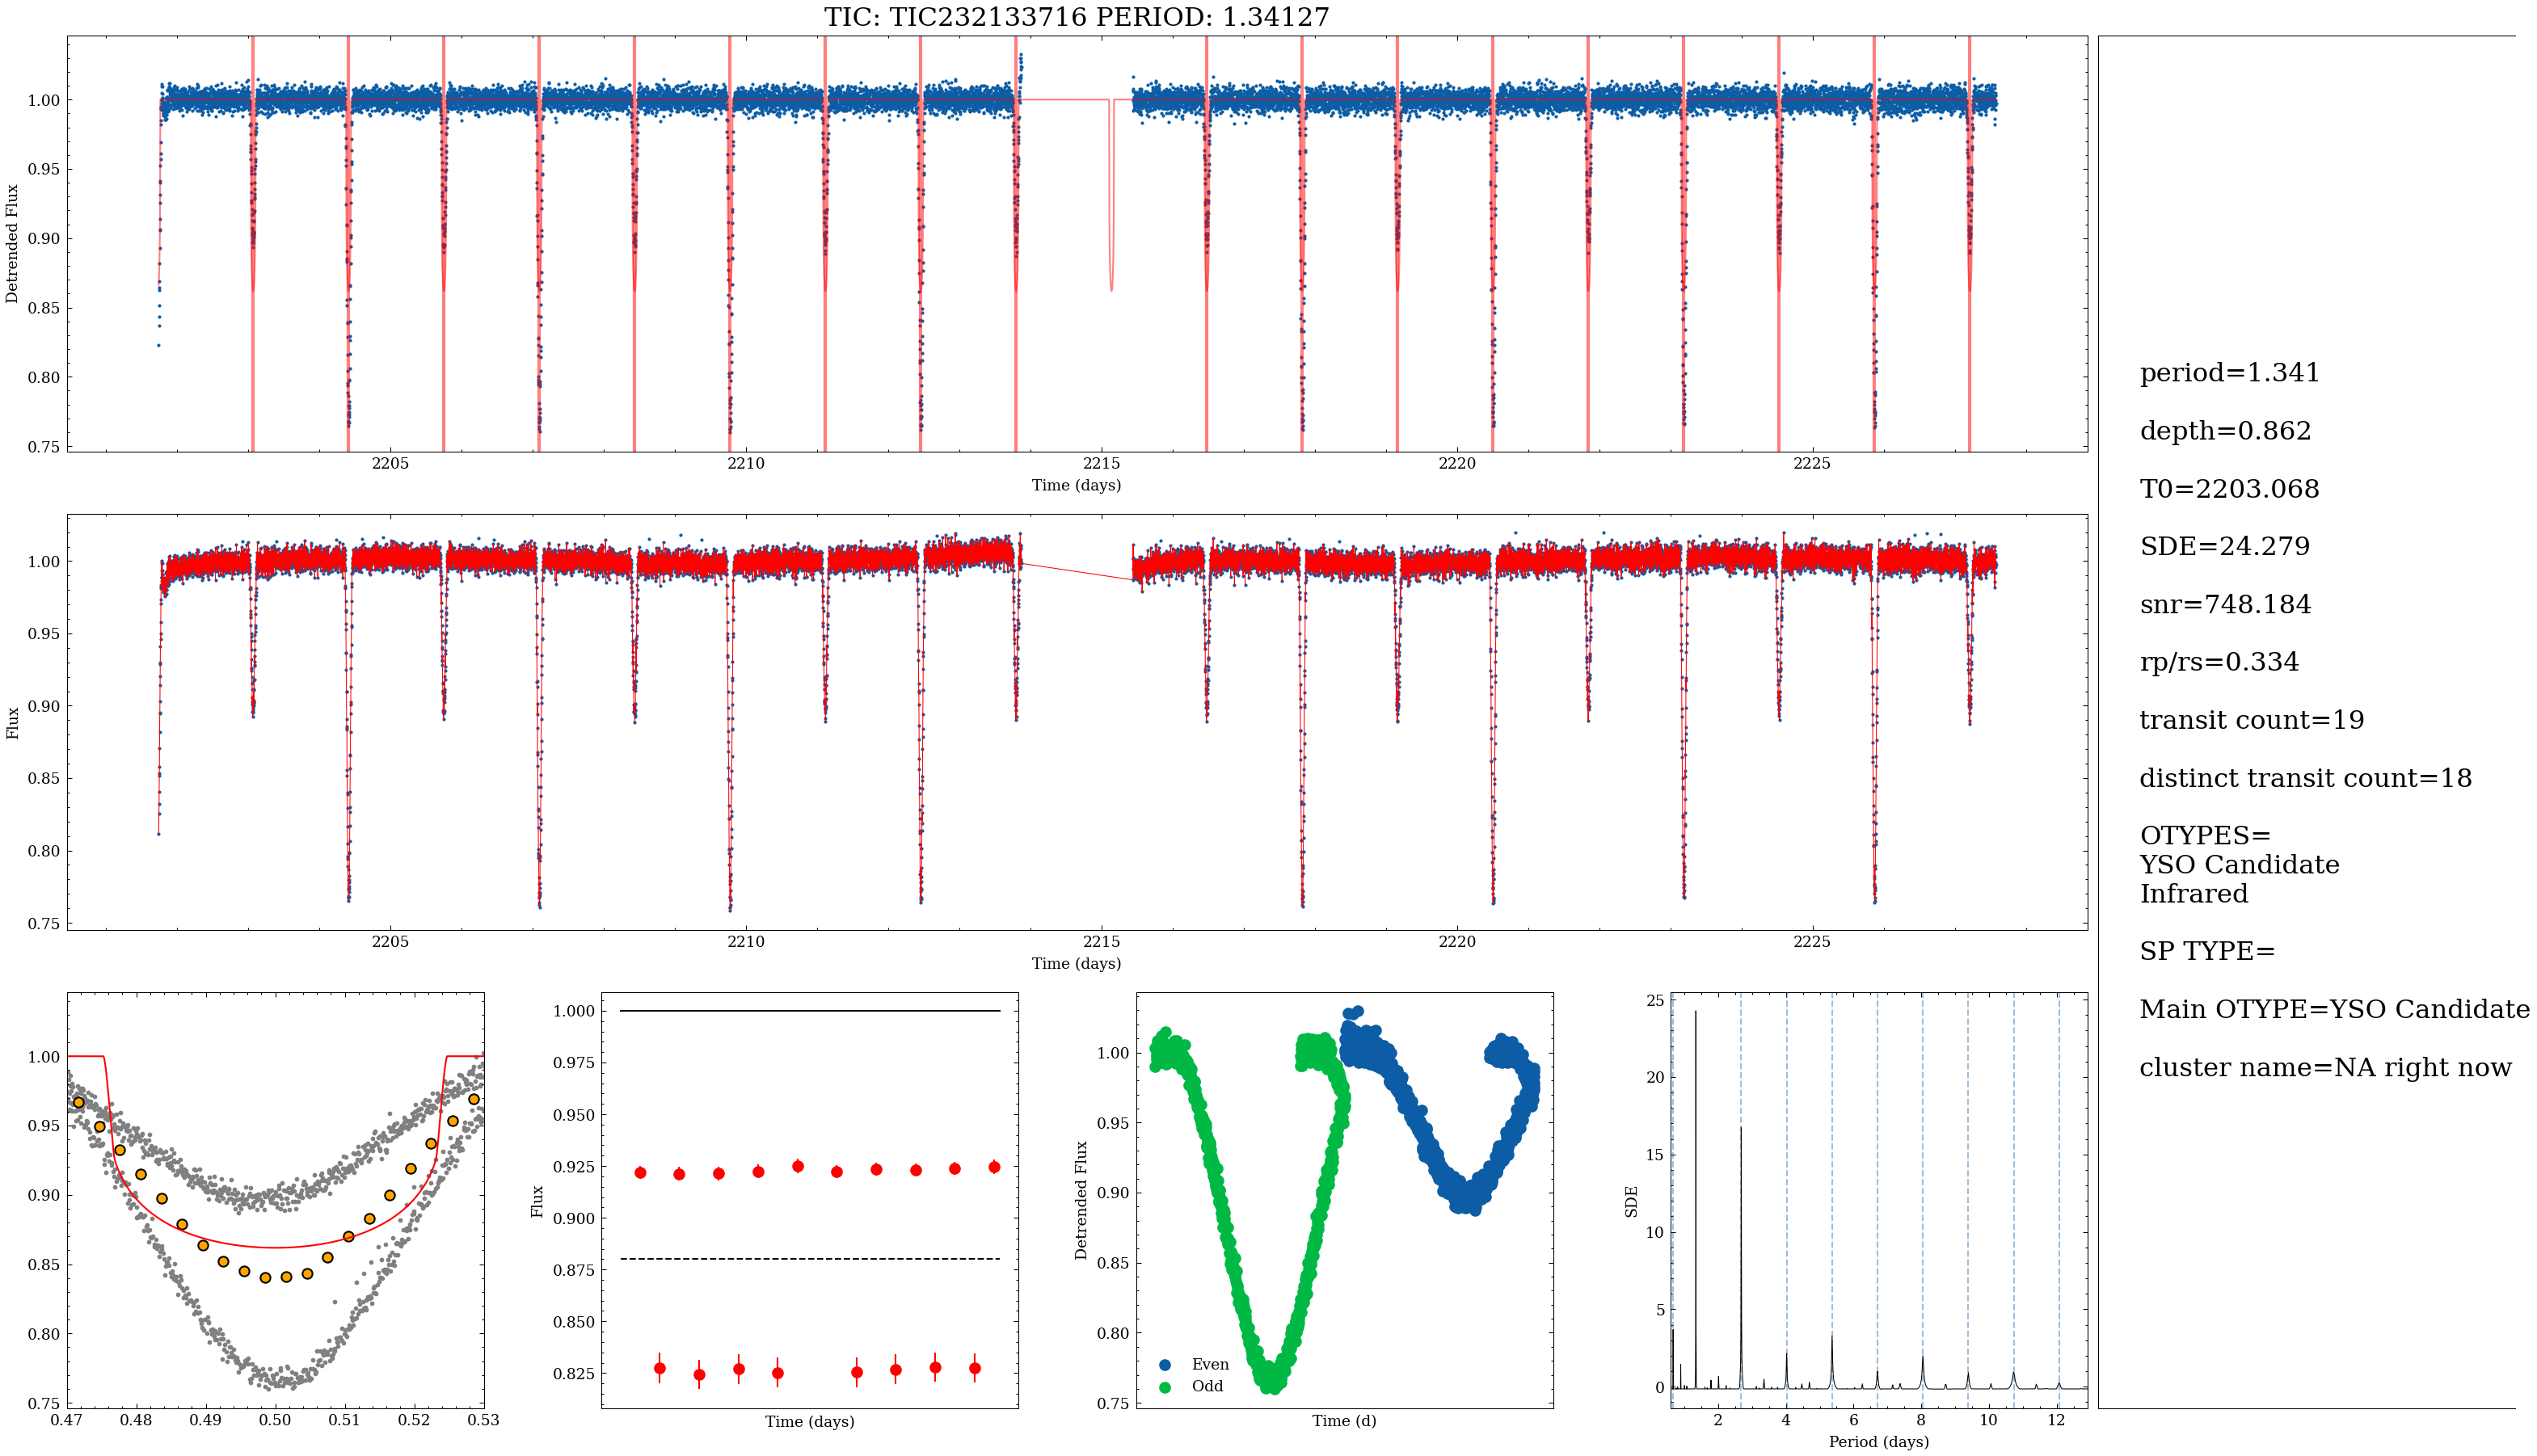 TIC: TIC232133716 PERIOD: 1.34127
1.00
0.95
0.90
0.85
0.80
0.75
Detrended Flux
2205
2210
2215
2220
2225
Time (days)
1.00
0.95
0.90
0.85
0.80
0.75
Flux
2205
2210
2215
2220
2225
Time (days)
1.00
0.95
0.90
0.85
0.80
0.75
0.47
0.48
0.49
0.50
0.51
0.52
0.53
1.000
0.975
0.950
0.925
0.900
0.875
0.850
0.825
Flux
Time (days)
1.00
0.95
0.90
0.85
0.80
0.75
Detrended Flux
Even
Odd
Time (d)
25
20
15
10
5
0
SDE
2
4
6
8
10
12
Period (days)
period=1.341
depth=0.862
T0=2203.068
SDE=24.279
snr=748.184
rp/rs=0.334
transit count=19
distinct transit count=18
OTYPES=
YSO Candidate
Infrared
SP TYPE=
Main OTYPE=YSO Candidate
cluster name=NA right now